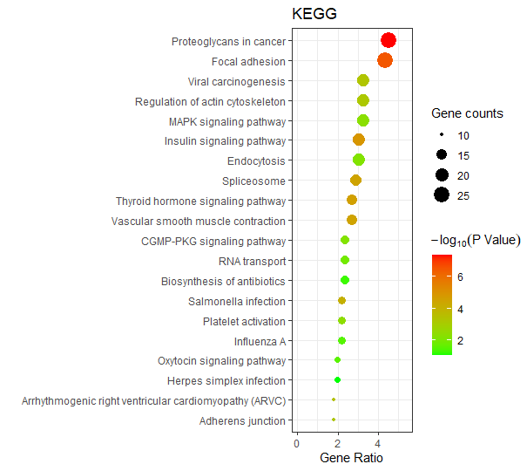 KEGG
Proteoglycans in cancer
Focal adhesion
Viral carcinogenesis
Regulation of actin cytoskeleton
MAPK signaling pathway
Insulin signaling pathway
Endocytosis
Spliceosome
Thyroid hormone signaling pathway
Vascular smooth muscle contraction
CGMP-PKG signaling pathway
RNA transport
Biosynthesis of antibiotics
Salmonella infection
Platelet activation
Influenza A
Oxytocin signaling pathway
Herpes simplex infection
Arrhythmogenic right ventricular cardiomyopathy (ARVC)
Adherens junction
0 2 4
Gene Ratio
Gene counts
10
15
20
25
−log₁₀(P Value)
6
4
2